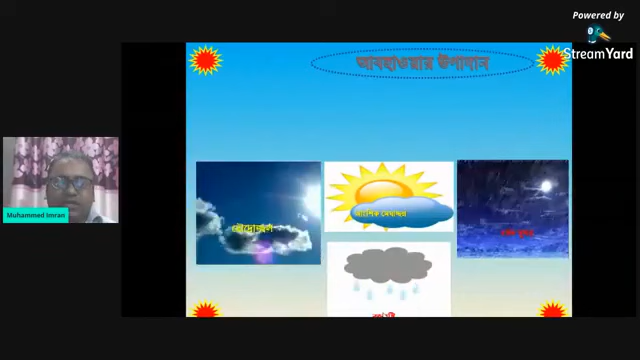 Powered by
StreamYard
আবহাওয়ার উপাদান
রৌদ্রোজ্জ্বল
আংশিক মেঘাচ্ছন্ন
Muhammed Imran